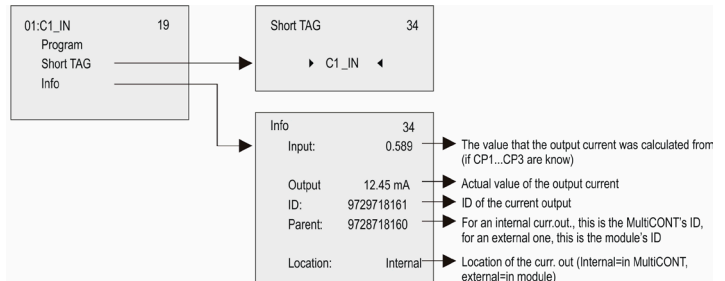 01:C1_IN 19
Program
Short TAG
Info
Short TAG 34
C1_IN
Info 34
Input: 0.589
The value that the output current was calculated from
(if CP1...CP3 are know)
Output 12.45 mA
Actual value of the output current
ID: 9729718161
ID of the current output
Parent: 9728718160
For an internal curr.out., this is the MultiCONT's ID,
for an external one, this is the module's ID
Location: Internal
Location of the curr. out (Internal=in MultiCONT,
external=in module)